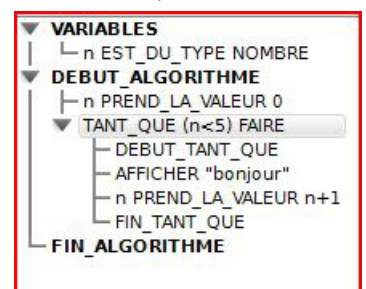 VARIABLES
n EST_DU_TYPE NOMBRE
DEBUT_ALGORITHME
n PREND_LA_VALEUR 0
TANT_QUE (n<5) FAIRE
DEBUT_TANT_QUE
AFFICHER "bonjour"
n PREND_LA_VALEUR n+1
FIN_TANT_QUE
FIN_ALGORITHME